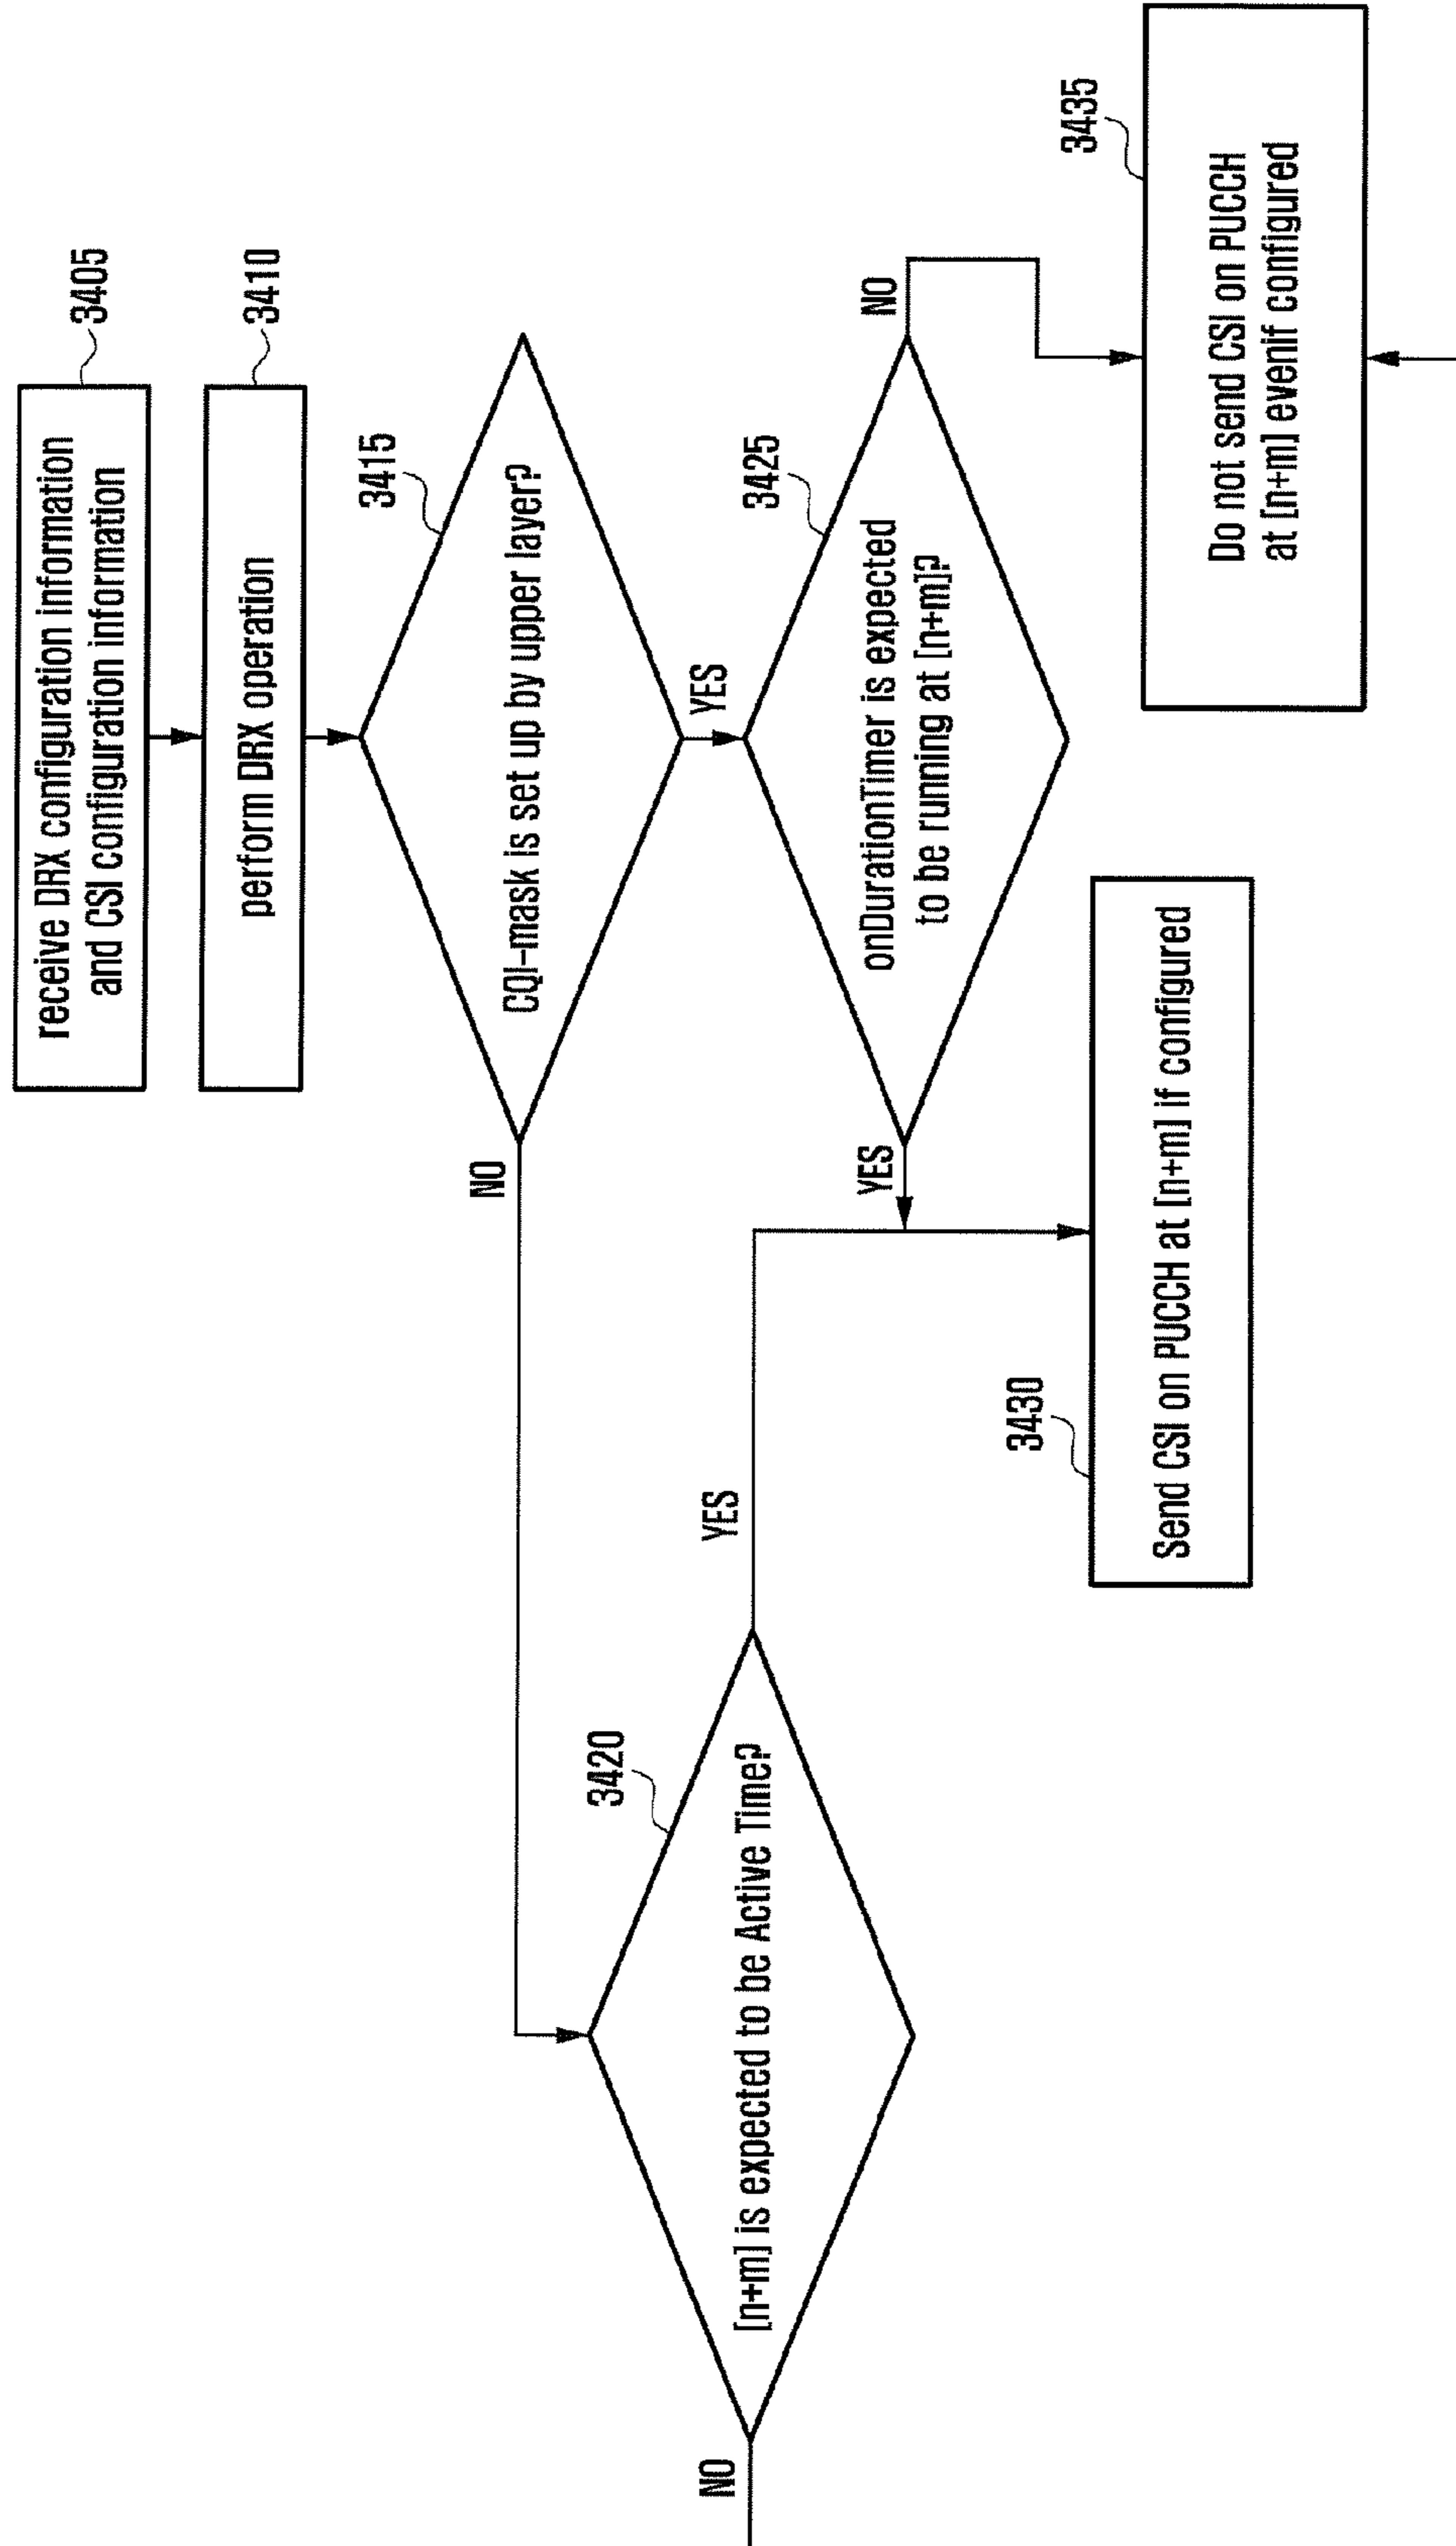 receive DRX configuration information
and CSI configuration information
3405
perform DRX operation
3410
CQI-mask is set up by upper layer?
3415
NO
YES
[n+m] is expected to be Active Time?
3420
NO
YES
onDurationTimer is expected
to be running at [n+m]?
3425
YES
NO
Send CSI on PUCCH at [n+m] if configured
3430
Do not send CSI on PUCCH
at [n+m] evenif configured
3435